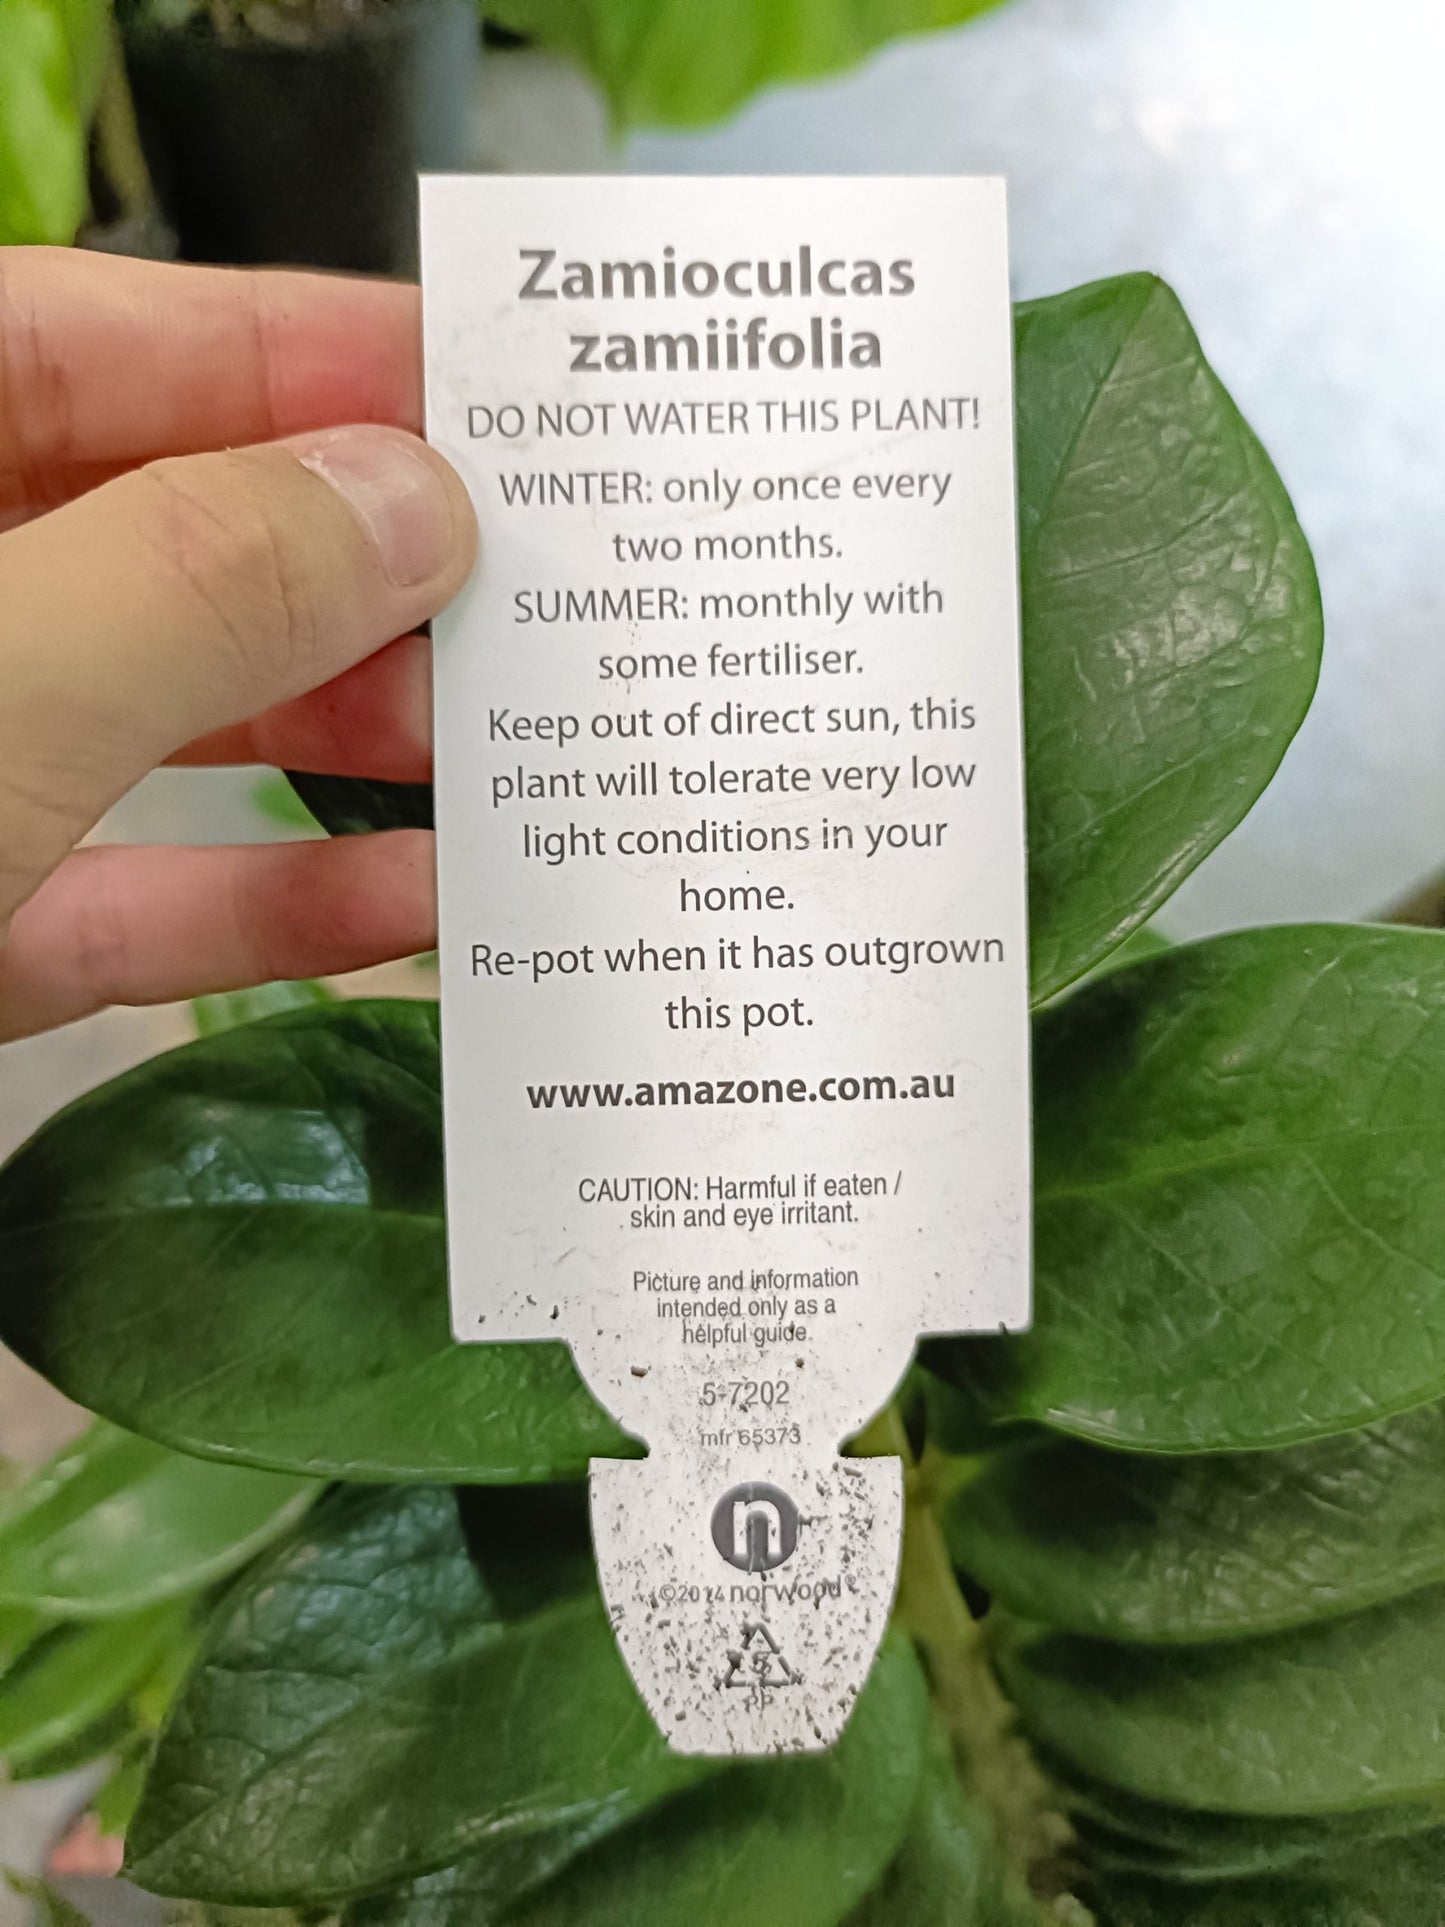 Zamioculcas
zamiifolia
DO NOT WATER THIS PLANT!
WINTER: only once every
two months.
SUMMER: monthly with
some fertiliser.
Keep out of direct sun, this
plant will tolerate very low
light conditions in your
home.
Re-pot when it has outgrown
this pot.
www.amazone.com.au
CAUTION: Harmful if eaten /
skin and eye irritant.
Picture and information
intended only as a
helpful guide.
5-7202
mfr 65373
n
©2014 norwood®
5
PP